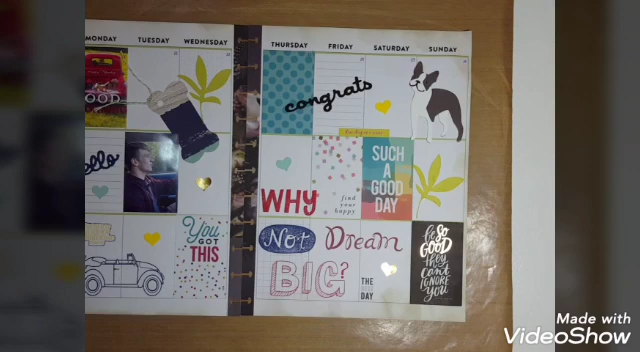 MONDAY TUESDAY WEDNESDAY
THURSDAY FRIDAY SATURDAY SUNDAY
OOD
congrats
ello
WHY
find
your
happy
SUCH
A
GOOD
DAY
You
GOT
THIS
Not Dream
BIG?
THE
DAY
Be so
GOOD
they
can't
IGNORE
YOU
Made with
VideoShow